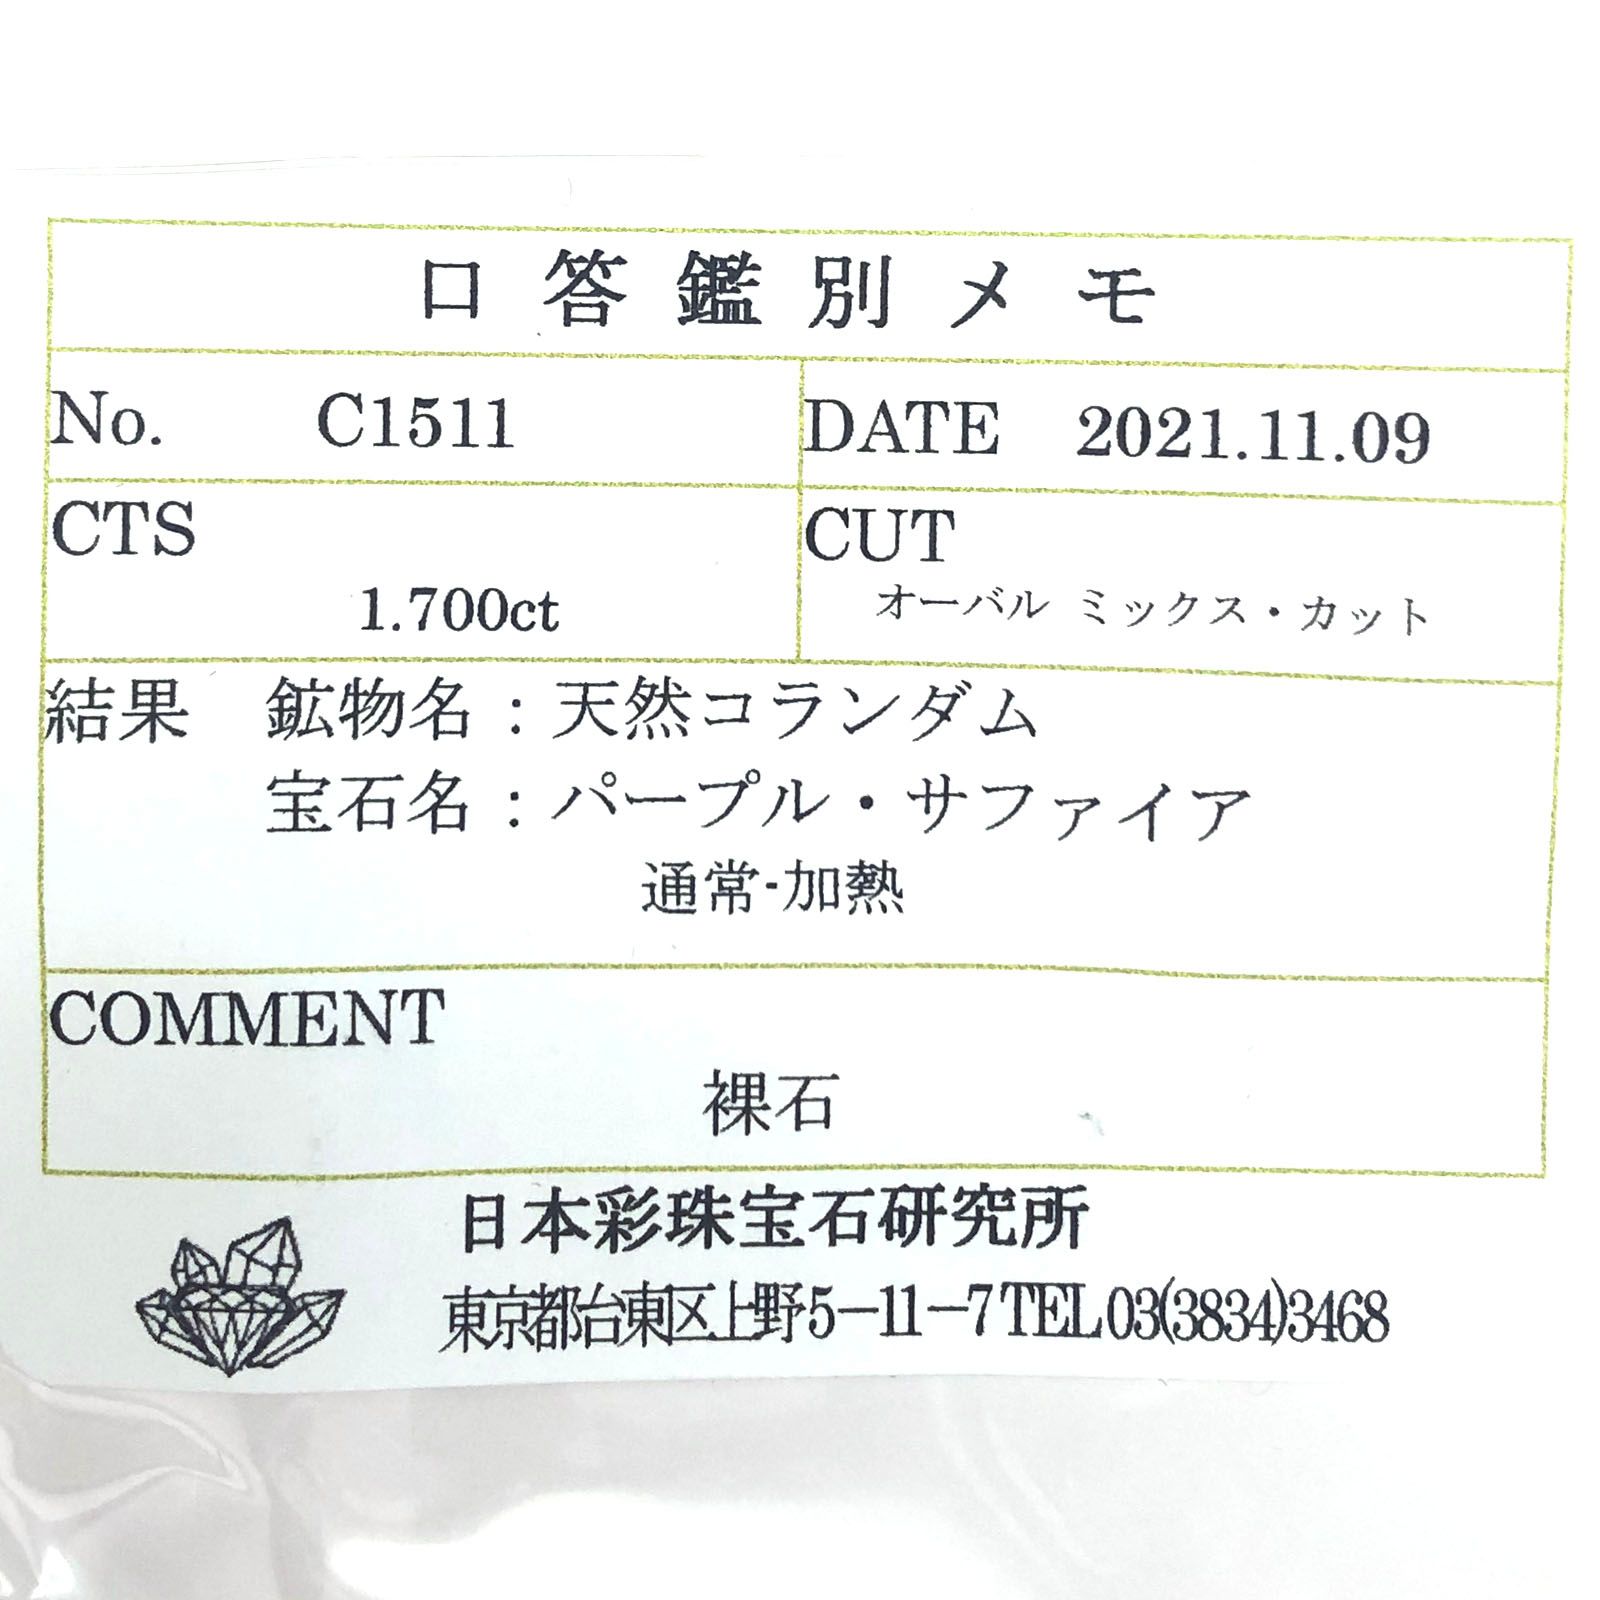 口答鑑別メモ
No. C1511
DATE 2021.11.09
CTS
1.700ct
CUT
オーバル ミックス・カット
結果 鉱物名：天然コランダム
宝石名：パープル・サファイア
通常-加熱
COMMENT
裸石
日本彩珠宝石研究所
東京都台東区上野5－11－7 TEL 03(3834)3468